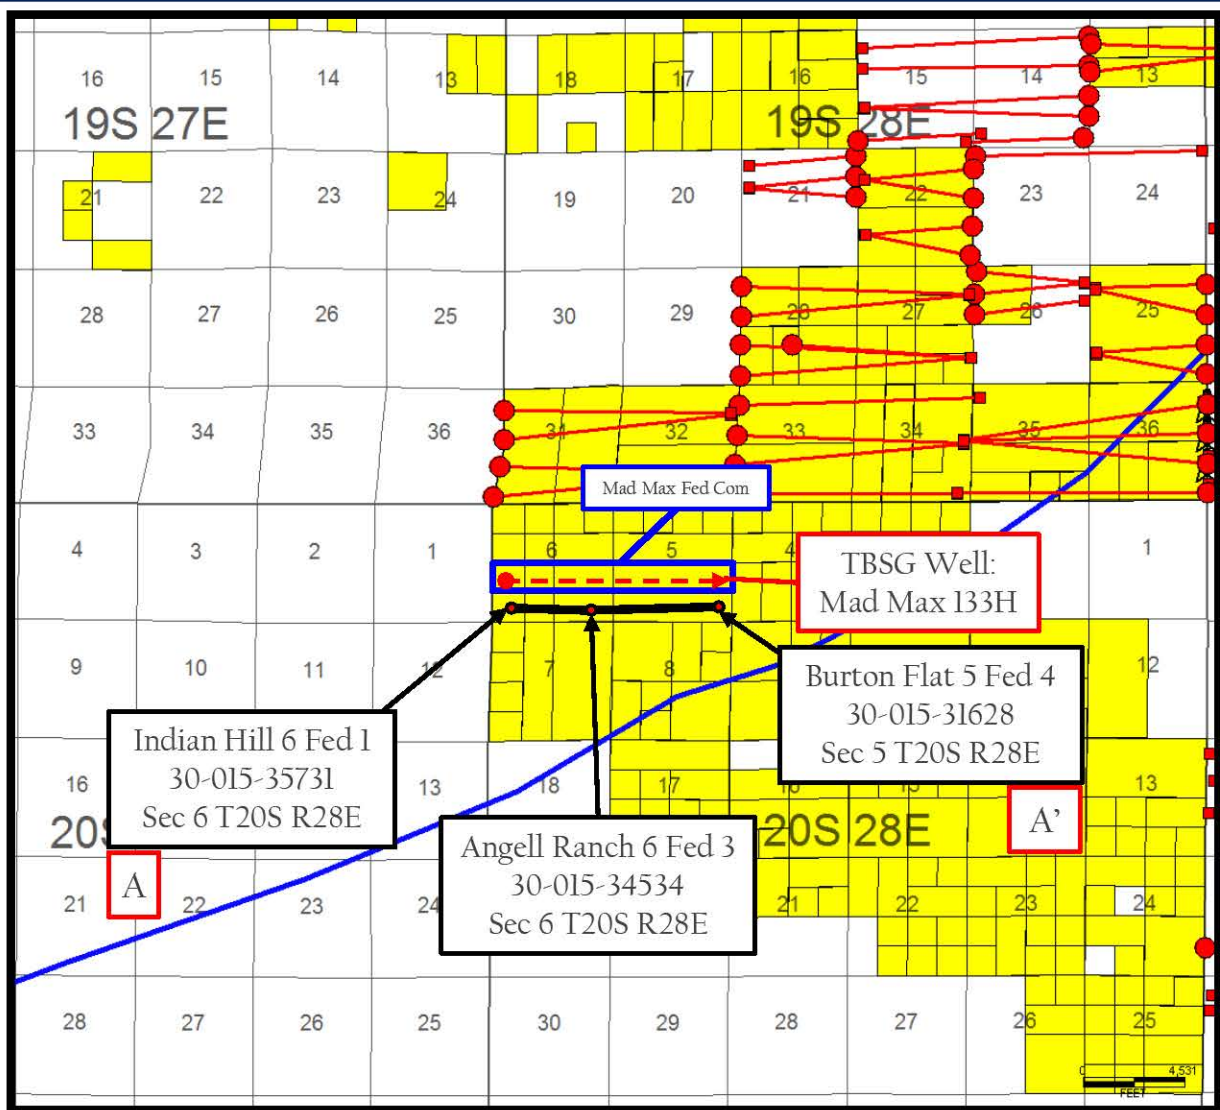 16 15 14 13 18 17 16 15 14 13
19S 27E 19S 28E
21 22 23 24 19 20 21 22 23 24
28 27 26 25 30 29 28 27 26 25
33 34 35 36 31 32 33 34 35 36
Mad Max Fed Com
4 3 2 1 6 5 4 1
TBSG Well:
Mad Max 133H
9 10 11 12 7 8 12
Burton Flat 5 Fed 4
30-015-31628
Sec 5 T20S R28E
Indian Hill 6 Fed 1
30-015-35731
Sec 6 T20S R28E
16 13 18 17 16 15 13
20S 20S 28E
A'
Angell Ranch 6 Fed 3
30-015-34534
Sec 6 T20S R28E
A
21 22 23 24 21 22 23 24
28 27 26 25 30 29 28 27 26 25
0 4,531
FEET